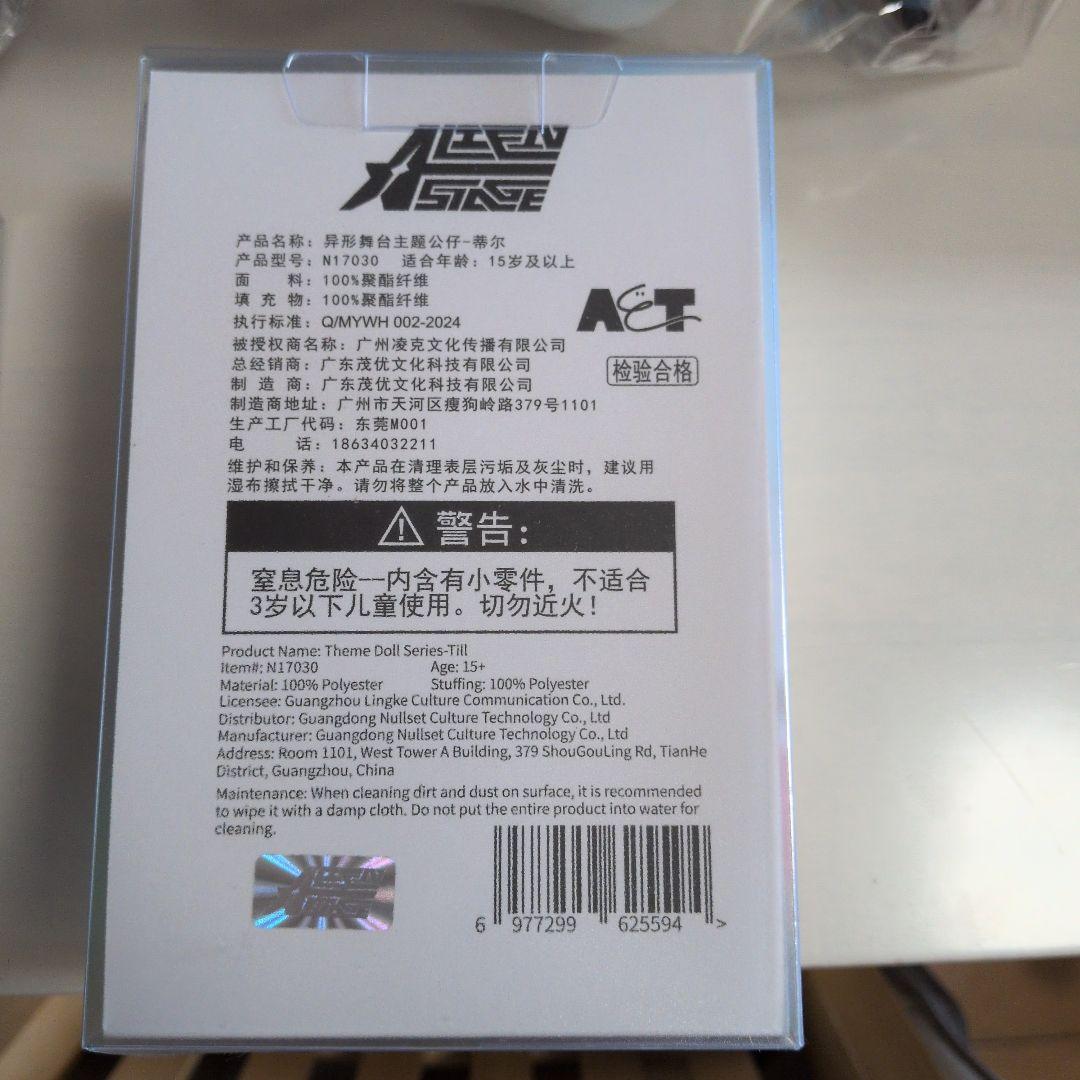 ALIEN
STAGE
产品名称：异形舞台主题公仔-蒂尔
产品型号：N17030 适合年龄：15岁及以上
面 料：100%聚酯纤维
填 充 物：100%聚酯纤维
执行标准：Q/MYWH 002-2024
被授权商名称：广州凌克文化传播有限公司
总经销商：广东茂优文化科技有限公司
制 造 商：广东茂优文化科技有限公司
制造商地址：广州市天河区瘦狗岭路379号1101
生产工厂代码：东莞M001
电 话：18634032211
维护和保养：本产品在清理表层污垢及灰尘时，建议用
湿布擦拭干净。请勿将整个产品放入水中清洗。
A&T
检验合格
警告：
窒息危险--内含有小零件，不适合
3岁以下儿童使用。切勿近火！
Product Name: Theme Doll Series-Till
Item#: N17030 Age: 15+
Material: 100% Polyester Stuffing: 100% Polyester
Licensee: Guangzhou Lingke Culture Communication Co., Ltd.
Distributor: Guangdong Nullset Culture Technology Co., Ltd
Manufacturer: Guangdong Nullset Culture Technology Co., Ltd
Address: Room 1101, West Tower A Building, 379 ShouGouLing Rd, TianHe
District, Guangzhou, China
Maintenance: When cleaning dirt and dust on surface, it is recommended
to wipe it with a damp cloth. Do not put the entire product into water for
cleaning.
ALIEN
STAGE
6 977299 625594 >